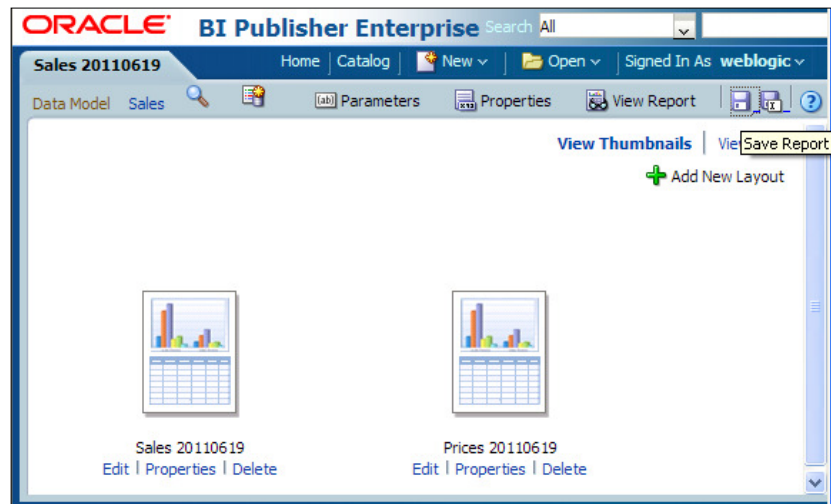 ORACLE BI Publisher Enterprise Search All
Sales 20110619 Home Catalog New Open Signed In As weblogic
Data Model Sales Parameters Properties View Report
View Thumbnails Save Report
Add New Layout
Sales 20110619 Prices 20110619
Edit Properties Delete Edit Properties Delete